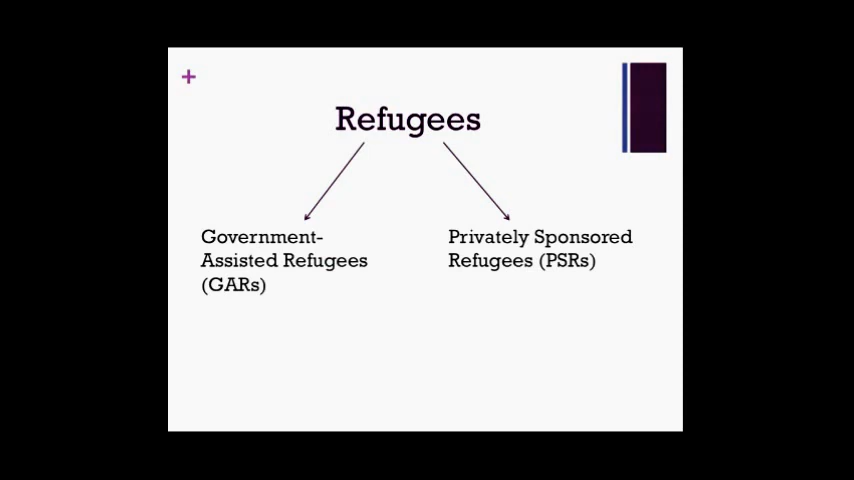 +
Refugees
Government-
Assisted Refugees
(GARs)
Privately Sponsored
Refugees (PSRs)